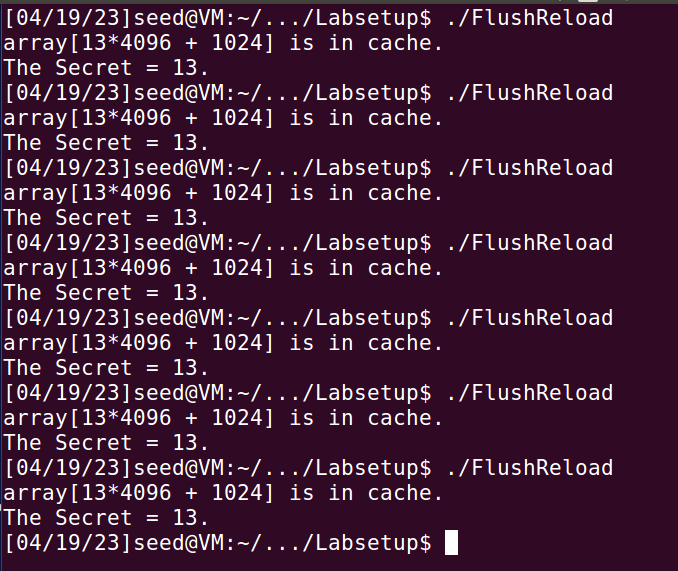 [04/19/23]seed@VM:~/.../Labsetup$ ./FlushReload
array[13*4096 + 1024] is in cache.
The Secret = 13.
[04/19/23]seed@VM:~/.../Labsetup$ ./FlushReload
array[13*4096 + 1024] is in cache.
The Secret = 13.
[04/19/23]seed@VM:~/.../Labsetup$ ./FlushReload
array[13*4096 + 1024] is in cache.
The Secret = 13.
[04/19/23]seed@VM:~/.../Labsetup$ ./FlushReload
array[13*4096 + 1024] is in cache.
The Secret = 13.
[04/19/23]seed@VM:~/.../Labsetup$ ./FlushReload
array[13*4096 + 1024] is in cache.
The Secret = 13.
[04/19/23]seed@VM:~/.../Labsetup$ ./FlushReload
array[13*4096 + 1024] is in cache.
The Secret = 13.
[04/19/23]seed@VM:~/.../Labsetup$ ./FlushReload
array[13*4096 + 1024] is in cache.
The Secret = 13.
[04/19/23]seed@VM:~/.../Labsetup$